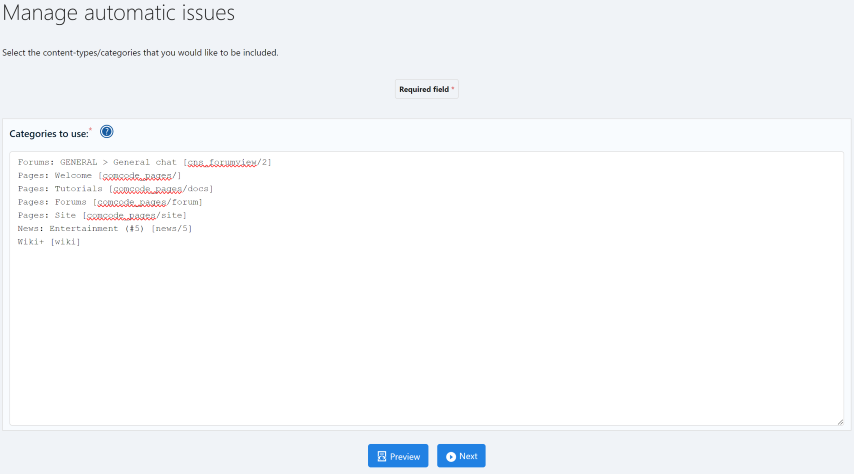 Manage automatic issues
Select the content-types/categories that you would like to be included.
Required field *
Categories to use:* ?
Forums: GENERAL > General chat [cns_forumview/2]
Pages: Welcome [comcode_pages/]
Pages: Tutorials [comcode_pages/docs]
Pages: Forums [comcode_pages/forum]
Pages: Site [comcode_pages/site]
News: Entertainment (#5) [news/5]
Wiki+ [wiki]
Preview
Next